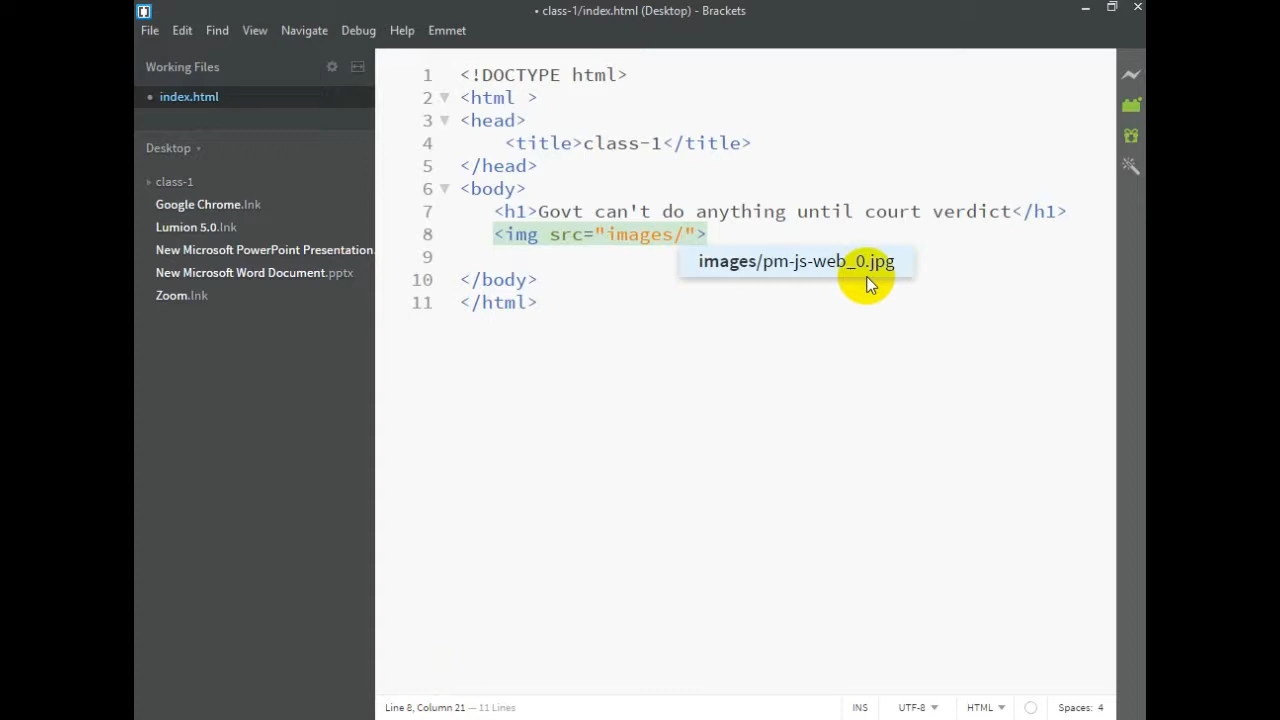 • class-1/index.html (Desktop) - Brackets
File Edit Find View Navigate Debug Help Emmet
Working Files
• index.html
Desktop
class-1
Google Chrome.lnk
Lumion 5.0.lnk
New Microsoft PowerPoint Presentation.
New Microsoft Word Document.pptx
Zoom.lnk
1 <!DOCTYPE html>
2 <html >
3 <head>
4 <title>class-1</title>
5 </head>
6 <body>
7 <h1>Govt can't do anything until court verdict</h1>
8 <img src="images/">
images/pm-js-web_0.jpg
9
10 </body>
11 </html>
Line 8, Column 21 — 11 Lines
INS UTF-8 HTML Spaces: 4